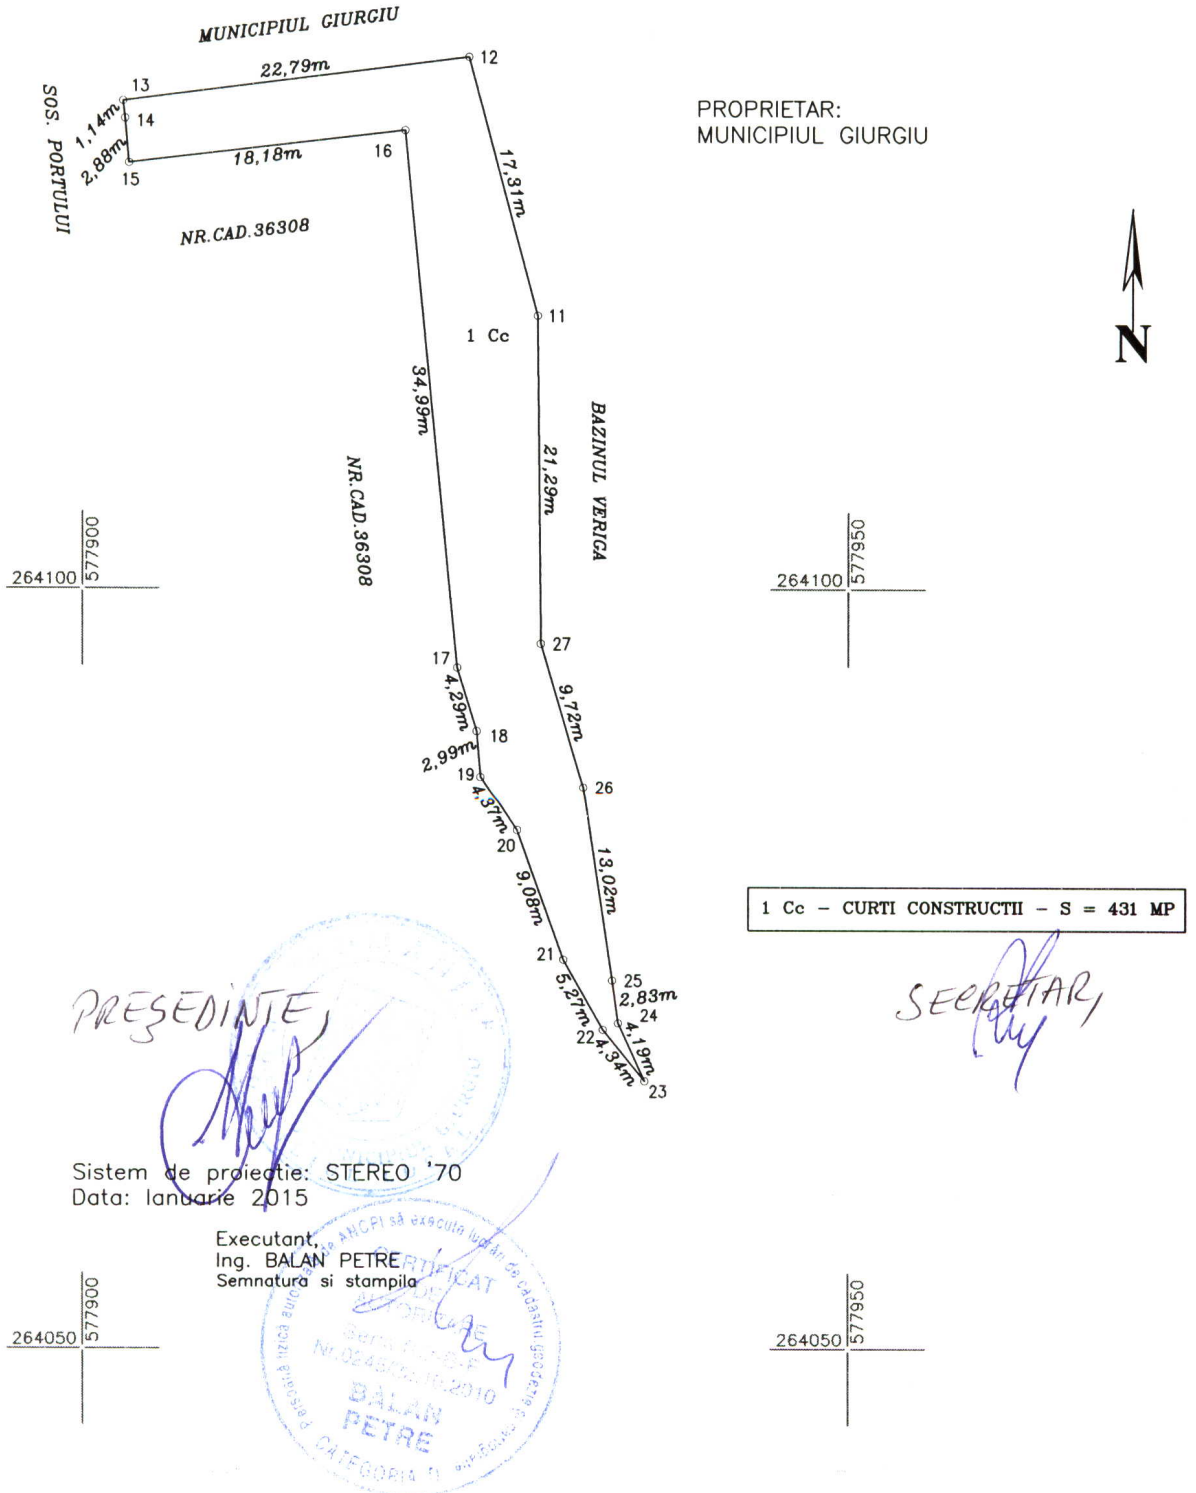 MUNICIPIUL GIURGIU
12
22,79m
13
1,14m
14
2,88m
15
16
18,18m
SOS. PORTULUI
NR.CAD.36308
PROPRIETAR:
MUNICIPIUL GIURGIU
17,31m
N
11
1 Cc
34,99m
21,29m
BAZINUL VERIGA
NR.CAD.36308
264100
577900
264100
577950
27
17
4,29m
9,72m
18
2,99m
19
4,37m
26
20
9,08m
13,02m
1 Cc - CURTI CONSTRUCTII - S = 431 MP
21
25
5,27m
2,83m
24
22
4,19m
4,34m
23
PREŞEDINTE,
SECRETAR,
Sistem de proiectie: STEREO '70
Data: Ianuarie 2015
Executant,
Ing. BALAN PETRE
Semnatura si stampila
CERTIFICAT
DE
AUTORIZARE
BALAN
PETRE
CATEGORIA D
264050
577900
264050
577950